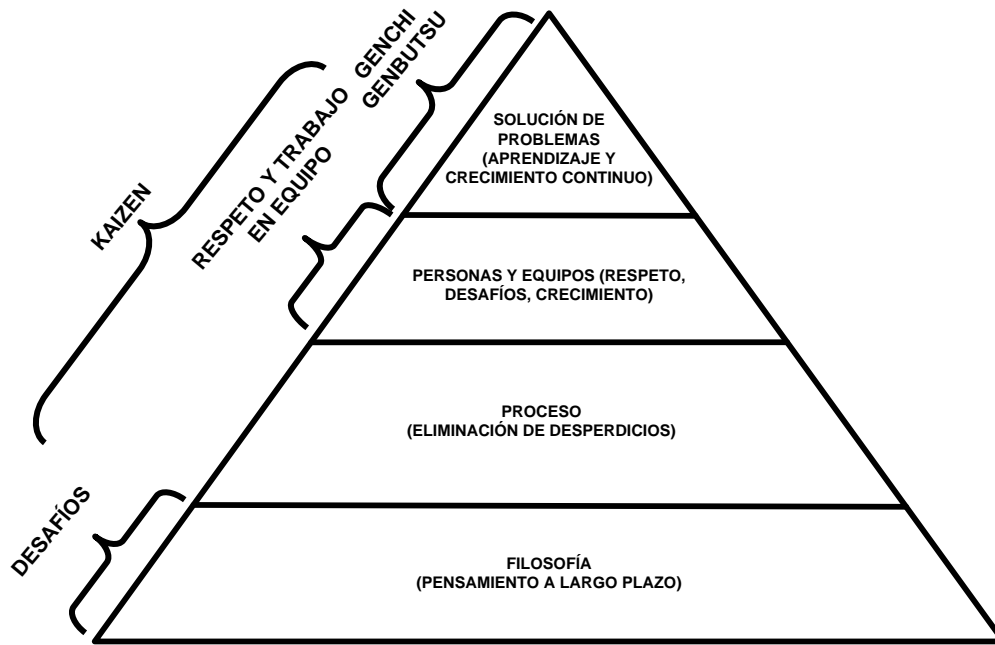 GENCHI
GENBUTSU
RESPETO Y TRABAJO
EN EQUIPO
KAIZEN
DESAFÍOS
SOLUCIÓN DE
PROBLEMAS
(APRENDIZAJE Y
CRECIMIENTO CONTINUO)
PERSONAS Y EQUIPOS (RESPETO,
DESAFÍOS, CRECIMIENTO)
PROCESO
(ELIMINACIÓN DE DESPERDICIOS)
FILOSOFÍA
(PENSAMIENTO A LARGO PLAZO)